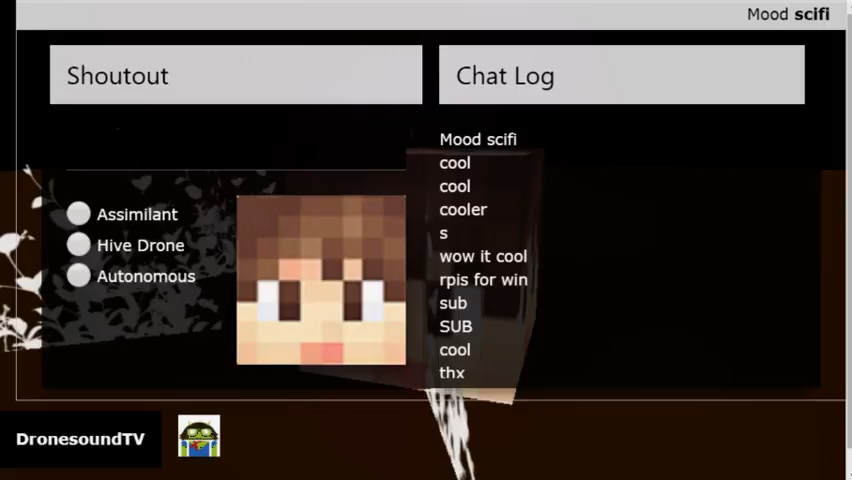 Mood scifi
Shoutout
Chat Log
Assimilant
Hive Drone
Autonomous
Mood scifi
cool
cool
cooler
s
wow it cool
rpis for win
sub
SUB
cool
thx
DronesoundTV